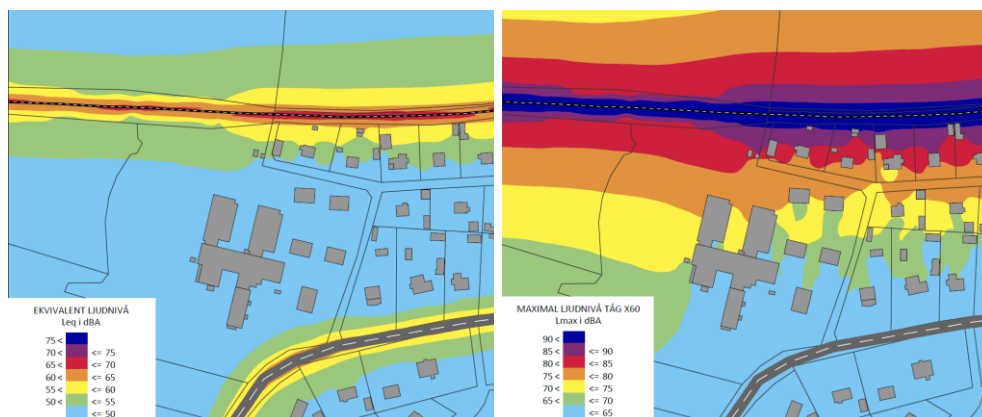 EKVIVALENT LJUDNIVÅ
Leq i dBA
75 <
70 < <= 75
65 < <= 70
60 < <= 65
55 < <= 60
50 < <= 55
<= 50
MAXIMAL LJUDNIVÅ TÅG X60
Lmax i dBA
90 <
85 < <= 90
80 < <= 85
75 < <= 80
70 < <= 75
65 < <= 70
<= 65